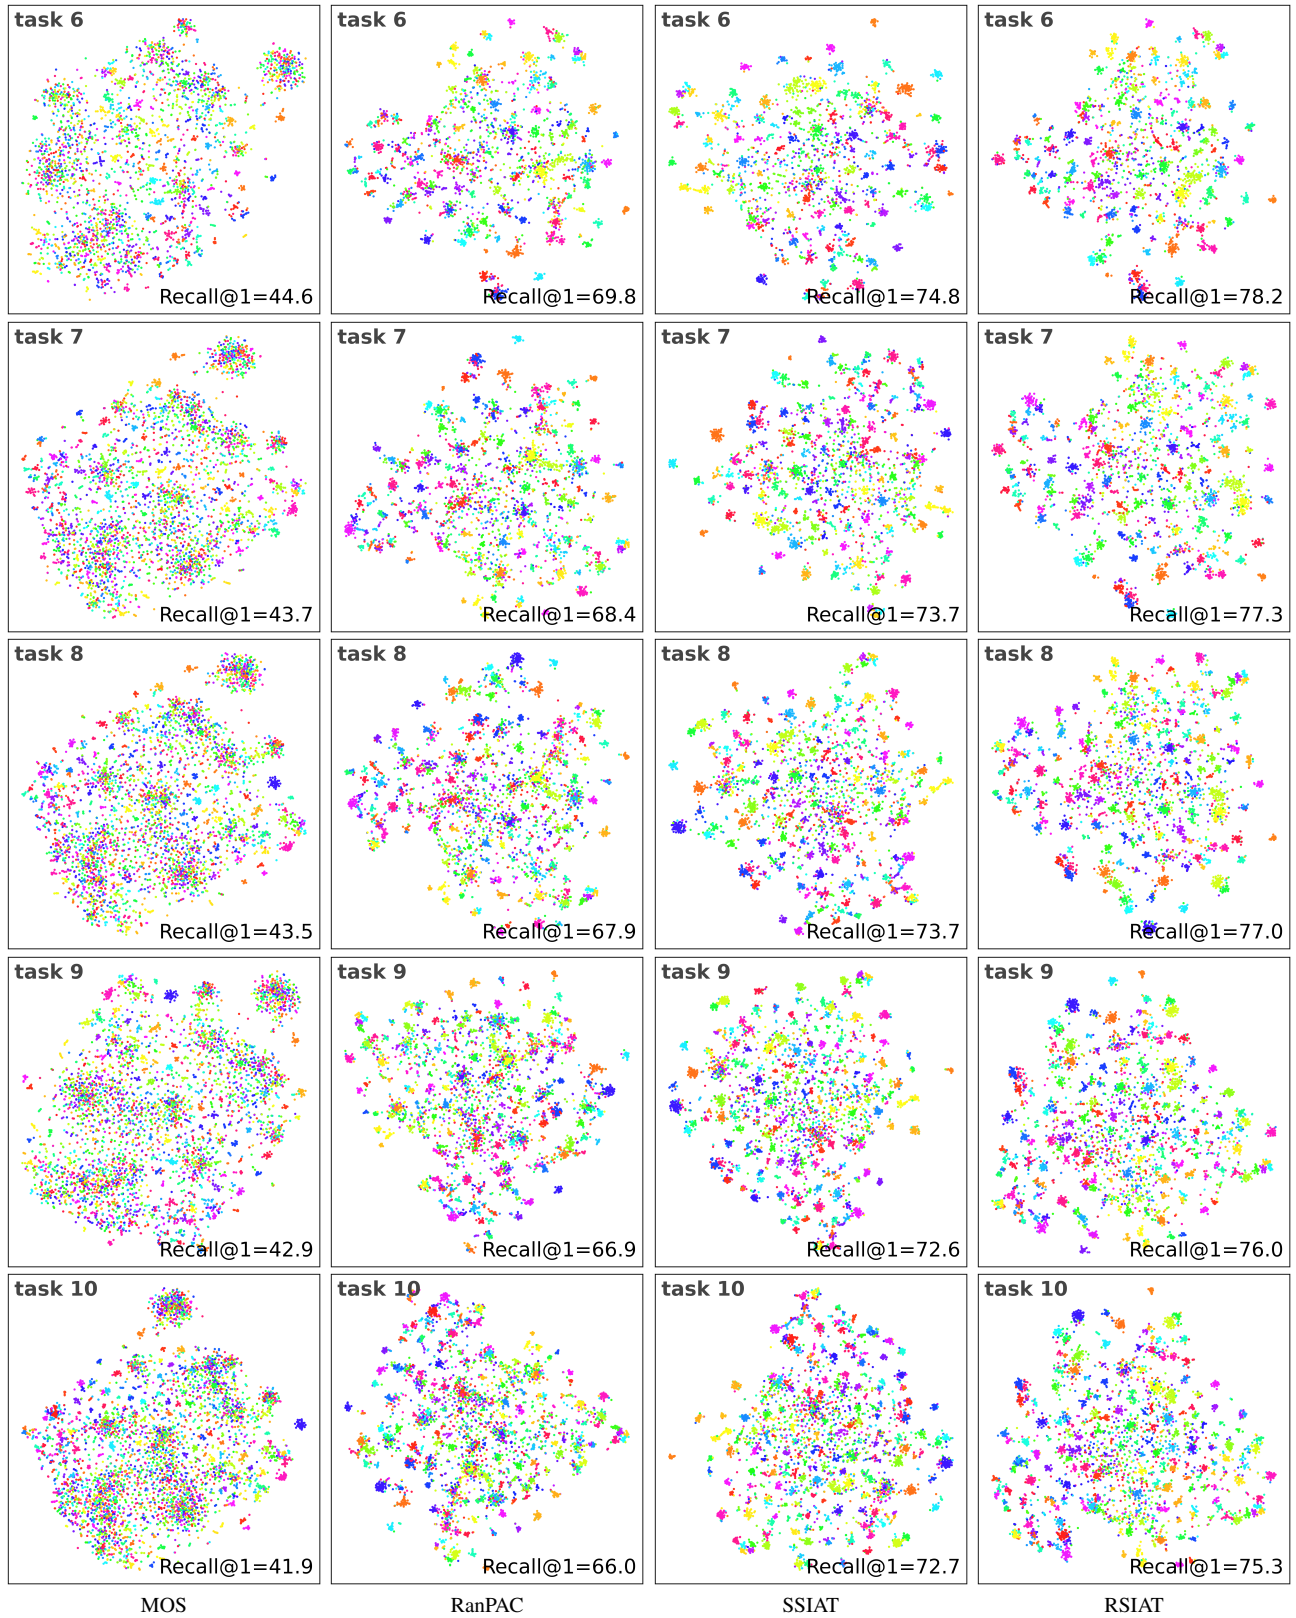 task 6 task 6 task 6 task 6
Recall@1=44.6 Recall@1=69.8 Recall@1=74.8 Recall@1=78.2
task 7 task 7 task 7 task 7
Recall@1=43.7 Recall@1=68.4 Recall@1=73.7 Recall@1=77.3
task 8 task 8 task 8 task 8
Recall@1=43.5 Recall@1=67.9 Recall@1=73.7 Recall@1=77.0
task 9 task 9 task 9 task 9
Recall@1=42.9 Recall@1=66.9 Recall@1=72.6 Recall@1=76.0
task 10 task 10 task 10 task 10
Recall@1=41.9 Recall@1=66.0 Recall@1=72.7 Recall@1=75.3
MOS RanPAC SSIAT RSIAT